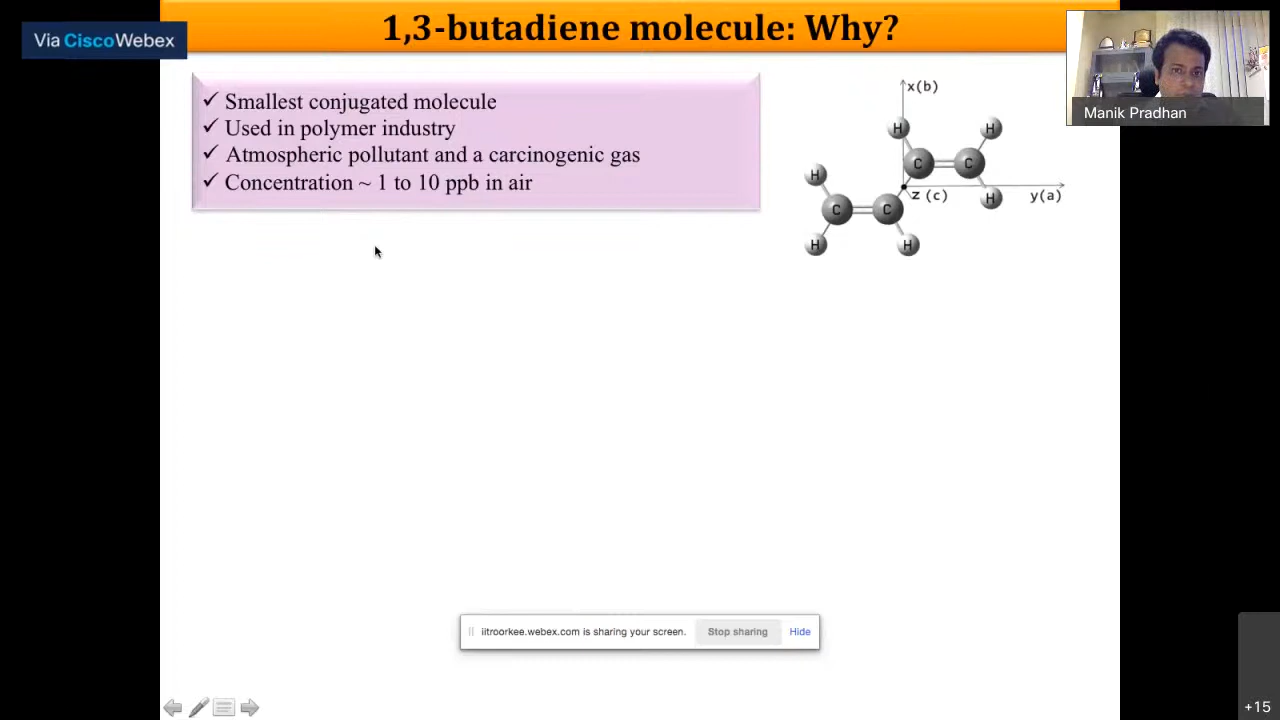 Via CiscoWebex
1,3-butadiene molecule: Why?
Manik Pradhan
✓ Smallest conjugated molecule
✓ Used in polymer industry
✓ Atmospheric pollutant and a carcinogenic gas
✓ Concentration ~ 1 to 10 ppb in air
x(b)
H
H
C
C
H
z (c)
H
y(a)
C
C
H
H
iitroorkee.webex.com is sharing your screen.
Stop sharing
Hide
+15